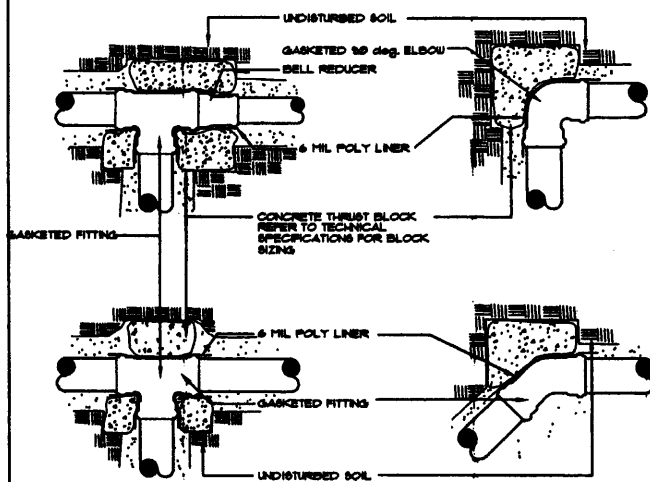 UNDISTURBED SOIL
GASKETED 90 deg. ELBOW
BELL REDUCER
6 MIL POLY LINER
CONCRETE THRUST BLOCK
REFER TO TECHNICAL
SPECIFICATIONS FOR BLOCK
SIZING
GASKETED FITTING
6 MIL POLY LINER
GASKETED FITTING
UNDISTURBED SOIL